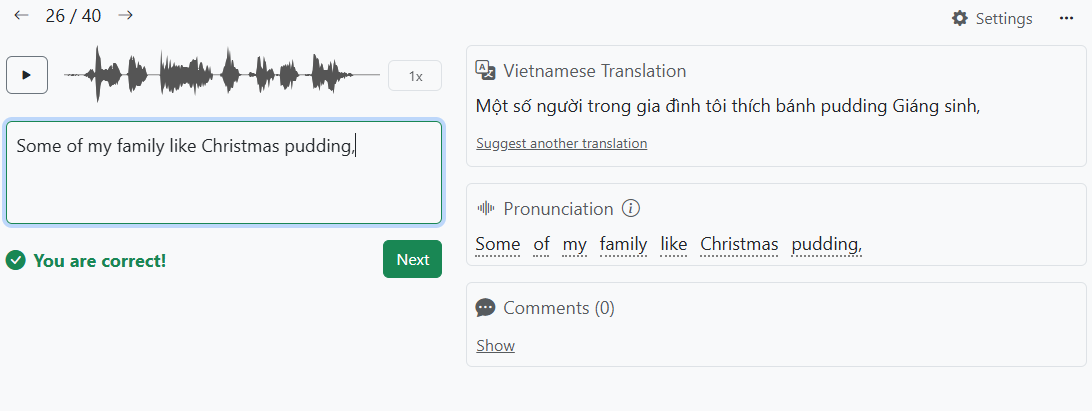 26 / 40
Settings
1x
Some of my family like Christmas pudding,
You are correct!
Next
Vietnamese Translation
Một số người trong gia đình tôi thích bánh pudding Giáng sinh,
Suggest another translation
Pronunciation
Some of my family like Christmas pudding,
Comments (0)
Show